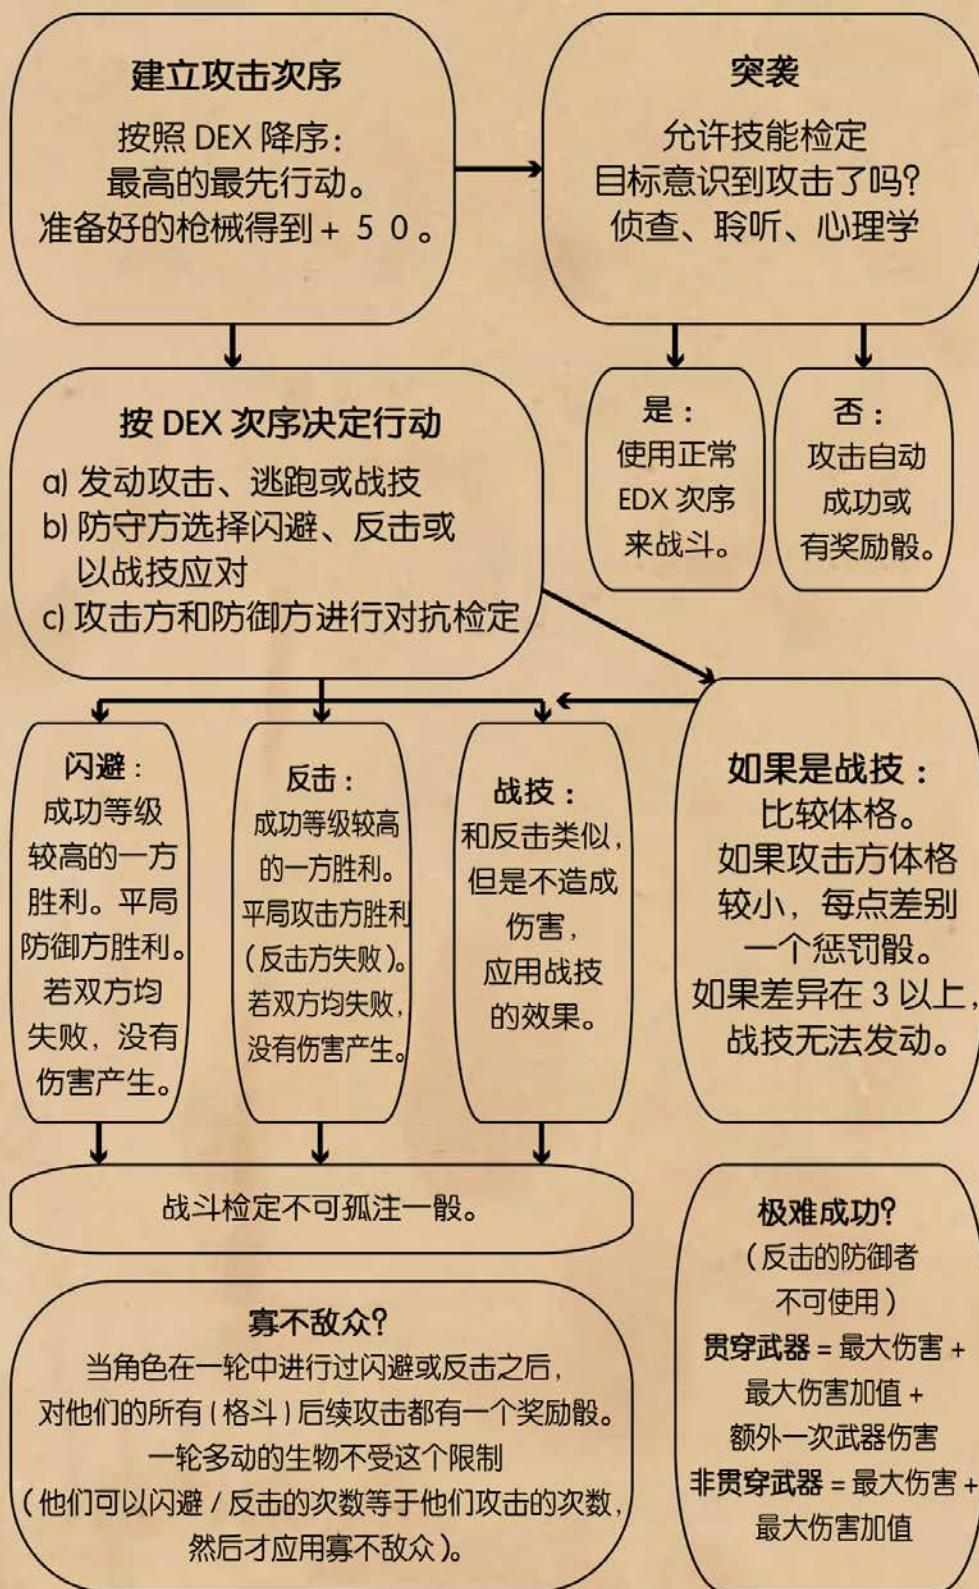 建立攻击次序
按照 DEX 降序：
最高的最先行动。
准备好的枪械得到 + 5 0 。
突袭
允许技能检定
目标意识到攻击了吗？
侦查、聆听、心理学
按 DEX 次序决定行动
a) 发动攻击、逃跑或战技
b) 防守方选择闪避、反击或
以战技应对
c) 攻击方和防御方进行对抗检定
是：
使用正常
EDX 次序
来战斗。
否：
攻击自动
成功或
有奖励骰。
闪避：
成功等级
较高的一方
胜利。平局
防御方胜利。
若双方均
失败，没有
伤害产生。
反击：
成功等级较高
的一方胜利。
平局攻击方胜利
（反击方失败）。
若双方均失败，
没有伤害产生。
战技：
和反击类似，
但是不造成
伤害，
应用战技
的效果。
如果是战技：
比较体格。
如果攻击方体格
较小，每点差别
一个惩罚骰。
如果差异在 3 以上，
战技无法发动。
战斗检定不可孤注一骰。
寡不敌众？
当角色在一轮中进行过闪避或反击之后，
对他们的所有（格斗）后续攻击都有一个奖励骰。
一轮多动的生物不受这个限制
（他们可以闪避 / 反击的次数等于他们攻击的次数，
然后才应用寡不敌众）。
极难成功？
（反击的防御者
不可使用）
贯穿武器 = 最大伤害 +
最大伤害加值 +
额外一次武器伤害
非贯穿武器 = 最大伤害 +
最大伤害加值